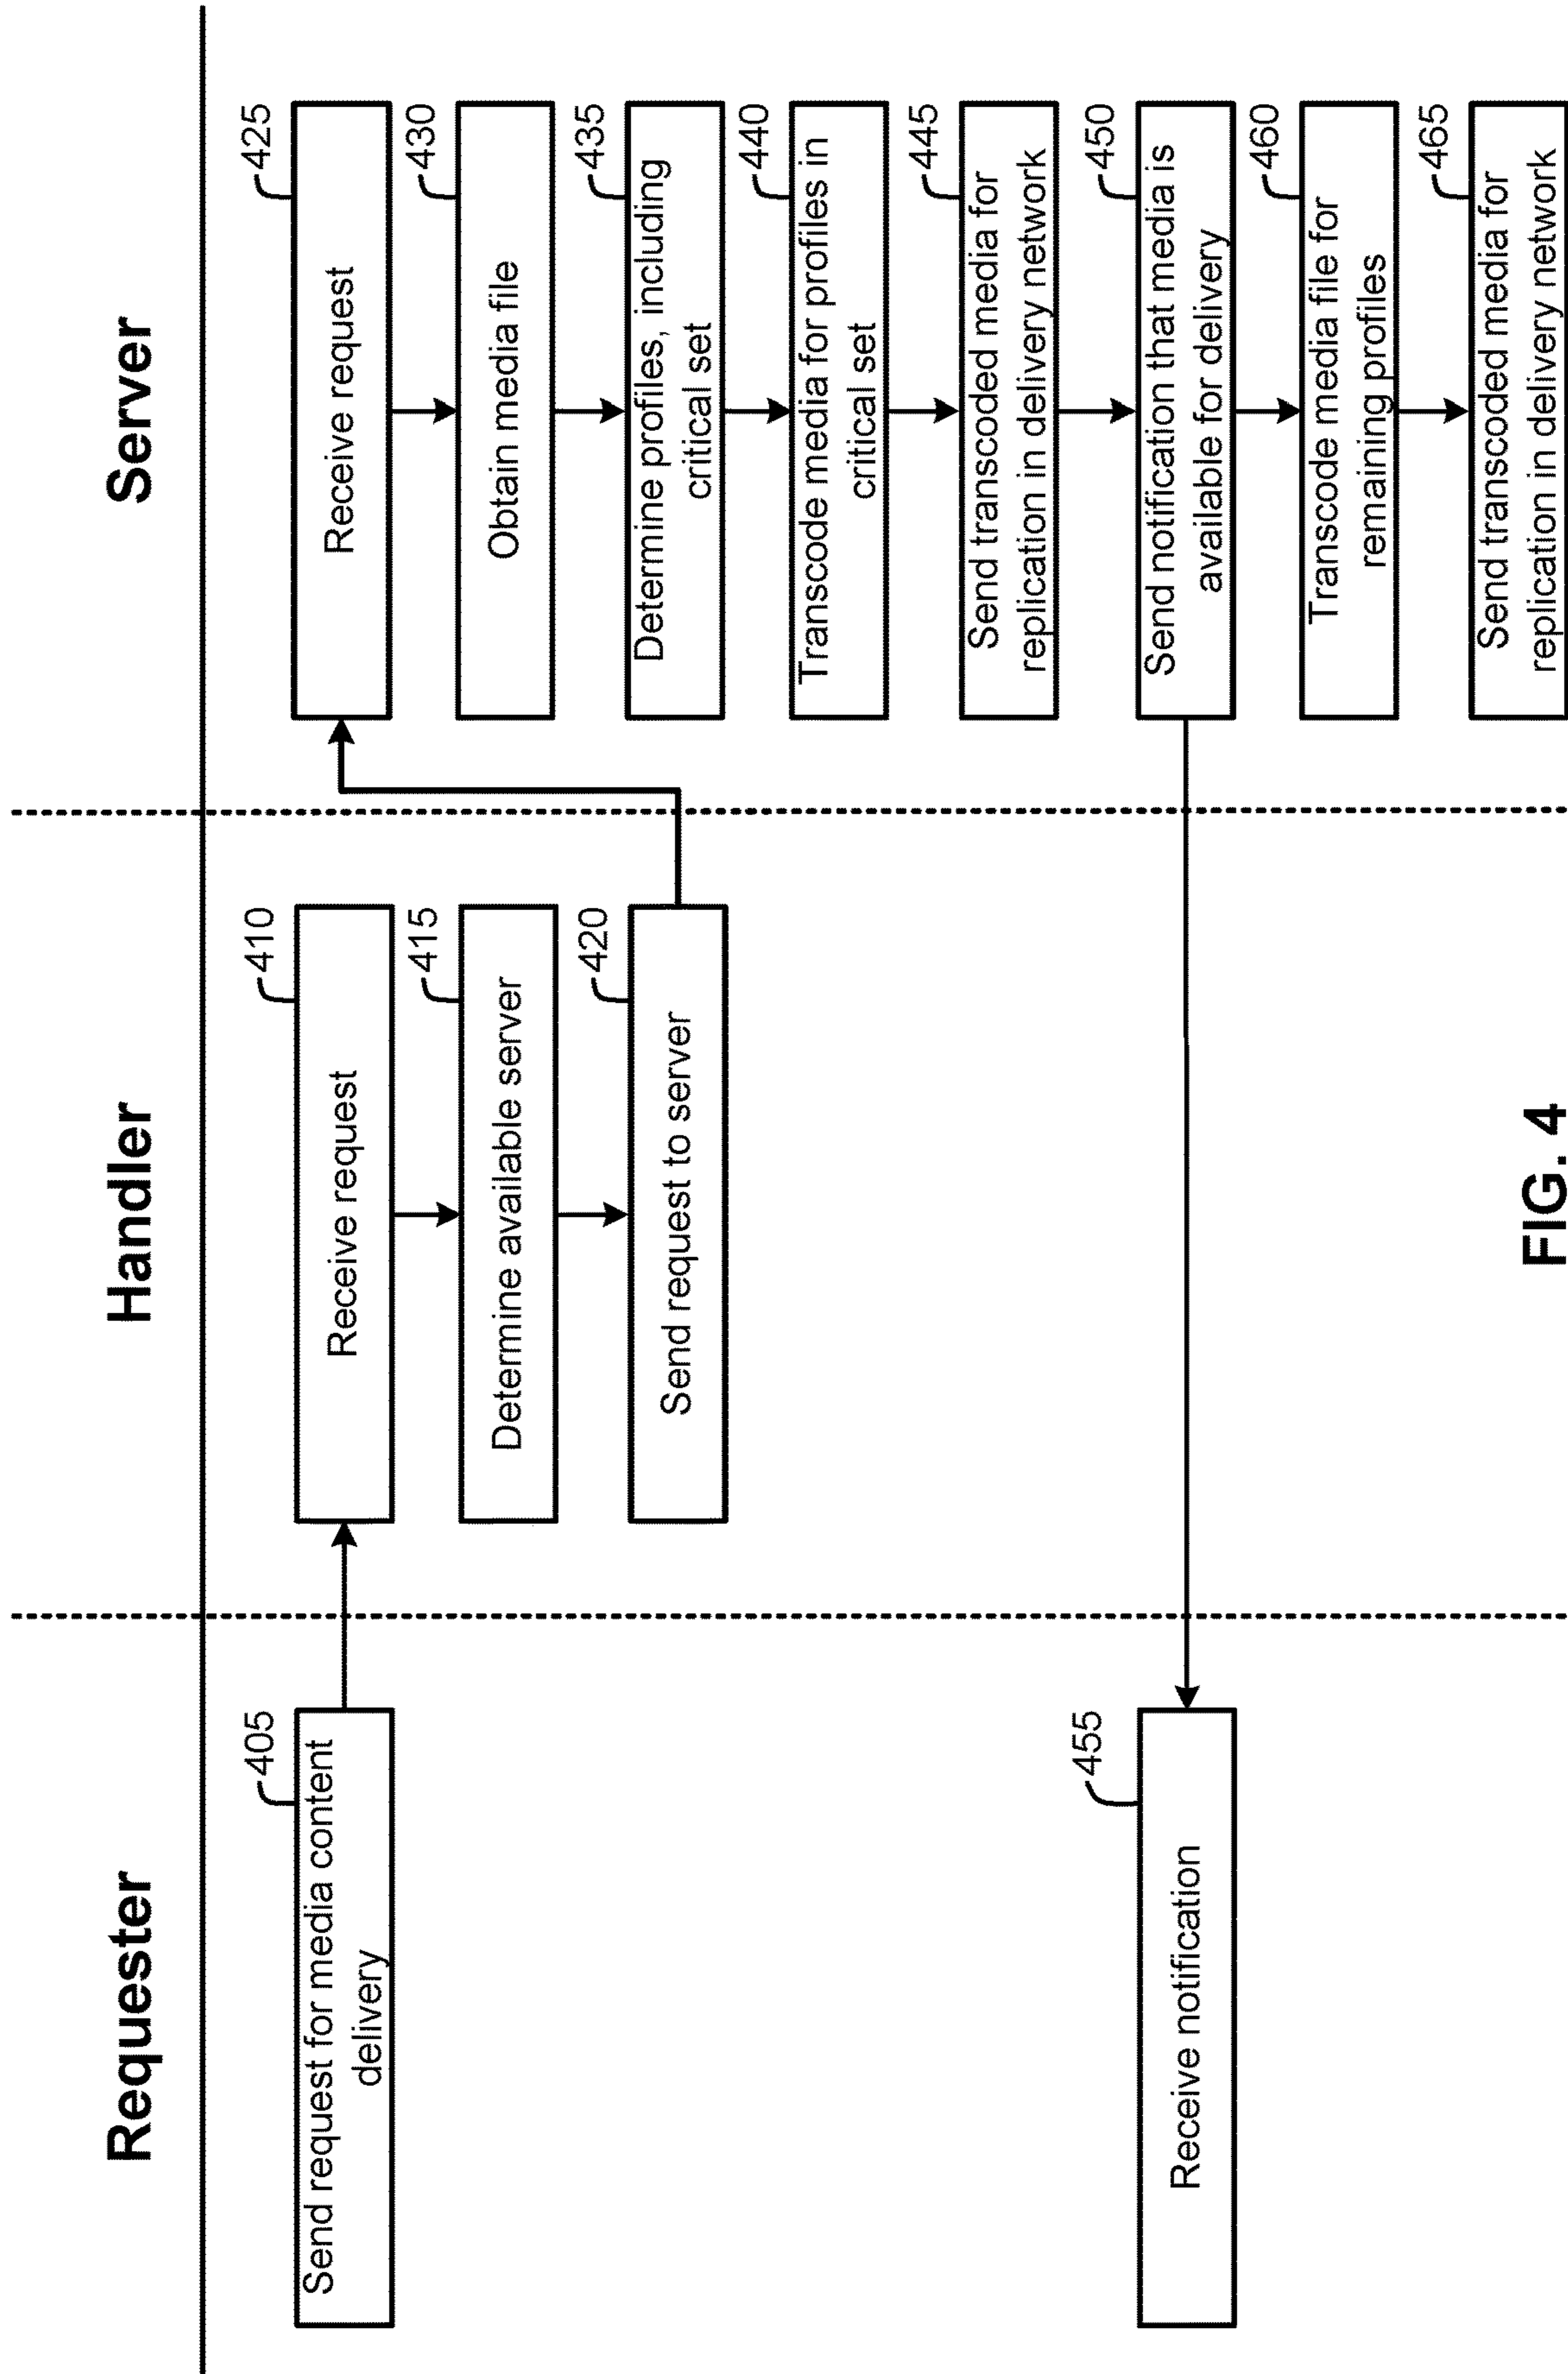 Requester
Handler
Server
405
Send request for media content
delivery
410
Receive request
415
Determine available server
420
Send request to server
425
Receive request
430
Obtain media file
435
Determine profiles, including
critical set
440
Transcode media for profiles in
critical set
445
Send transcoded media for
replication in delivery network
450
Send notification that media is
available for delivery
455
Receive notification
460
Transcode media file for
remaining profiles
465
Send transcoded media for
replication in delivery network
FIG. 4